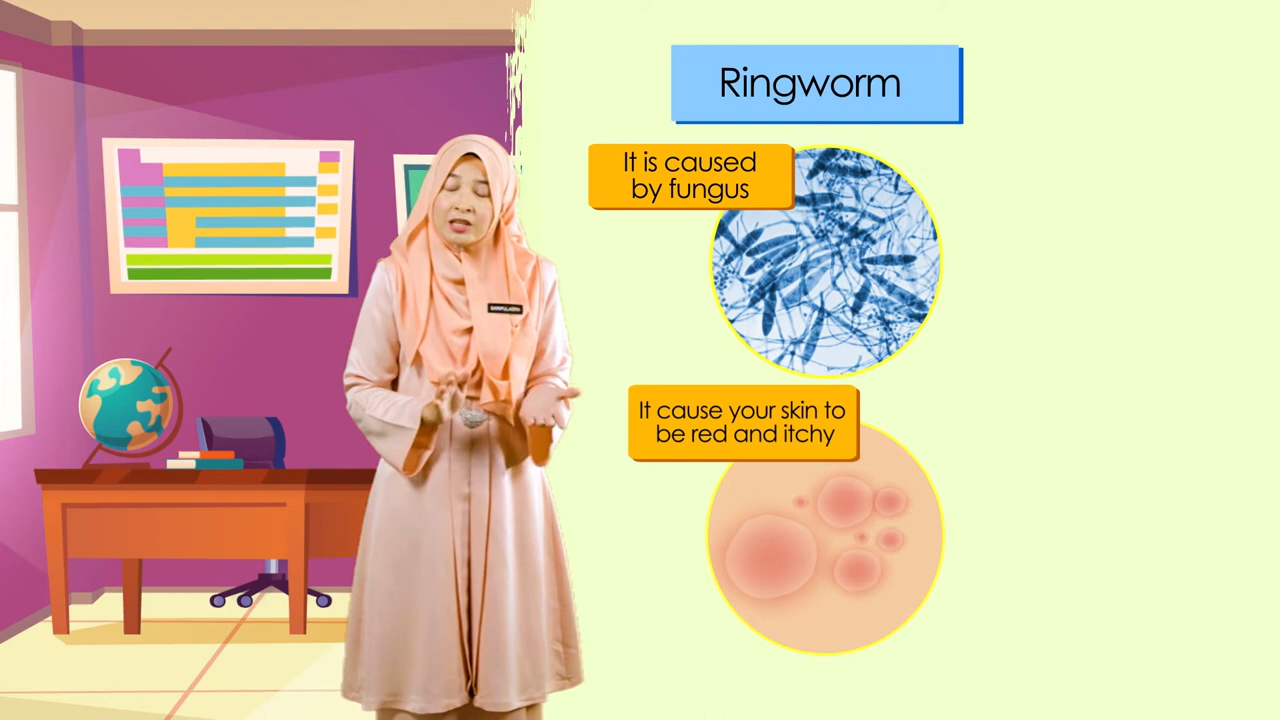 Ringworm
It is caused
by fungus
It cause your skin to
be red and itchy